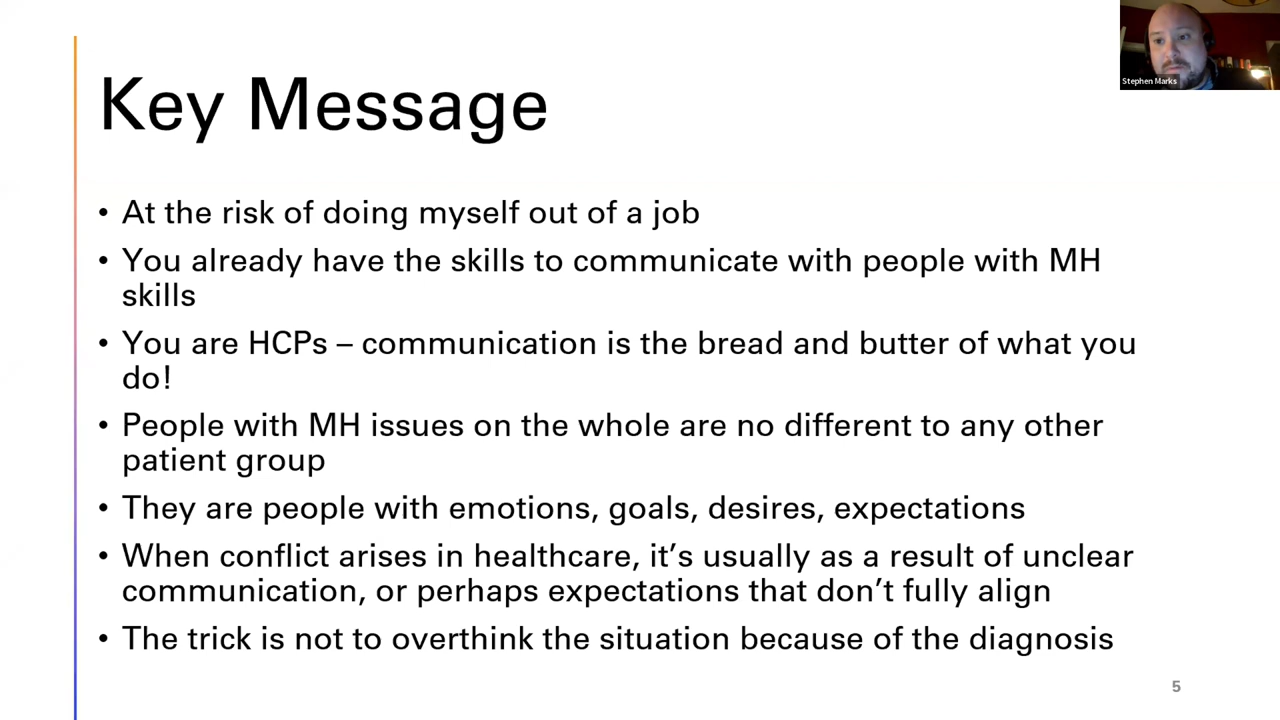 Stephen Marks
Key Message
• At the risk of doing myself out of a job
• You already have the skills to communicate with people with MH
skills
• You are HCPs – communication is the bread and butter of what you
do!
• People with MH issues on the whole are no different to any other
patient group
• They are people with emotions, goals, desires, expectations
• When conflict arises in healthcare, it’s usually as a result of unclear
communication, or perhaps expectations that don’t fully align
• The trick is not to overthink the situation because of the diagnosis
5